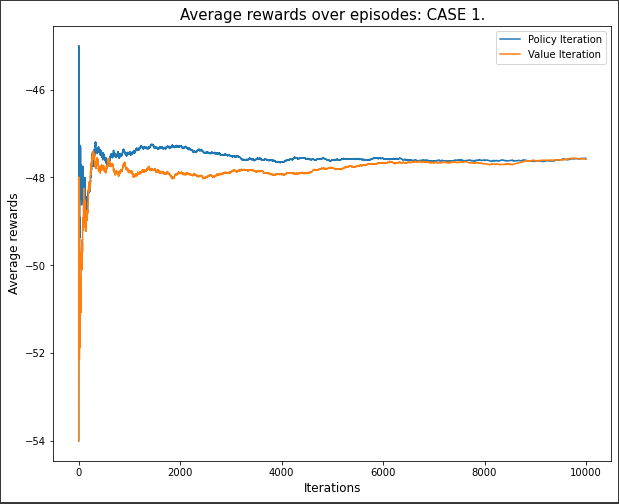 Average rewards over episodes: CASE 1.
Policy Iteration
Value Iteration
−46
−48
−50
−52
−54
Average rewards
0 2000 4000 6000 8000 10000
Iterations